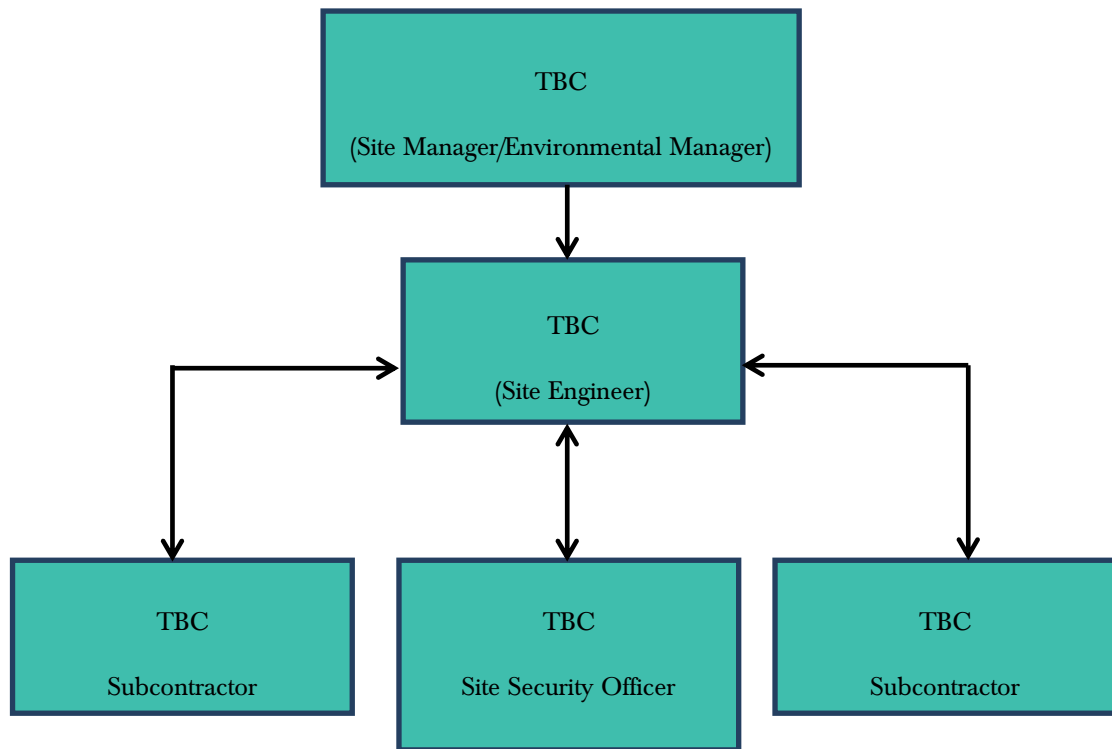 TBC
(Site Manager/Environmental Manager)
TBC
(Site Engineer)
TBC
Subcontractor
TBC
Site Security Officer
TBC
Subcontractor